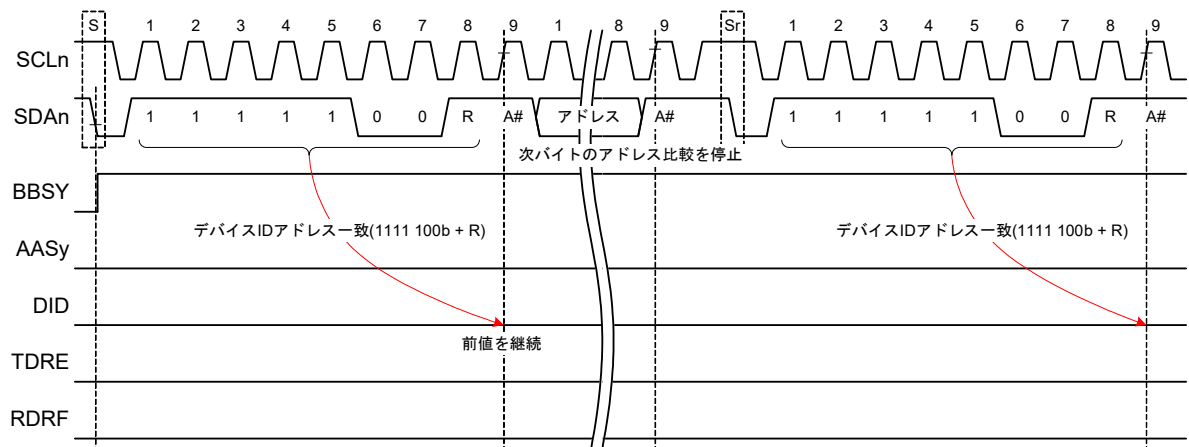 S 1 2 3 4 5 6 7 8 9 1 8 9 Sr 1 2 3 4 5 6 7 8 9
SCLn
SDAn 1 1 1 1 1 0 0 R A# アドレス A# 1 1 1 1 1 0 0 R A#
次バイトのアドレス比較を停止
BBSY
デバイスIDアドレス一致(1111 100b + R) デバイスIDアドレス一致(1111 100b + R)
AASy
DID
前値を継続
TDRE
RDRF